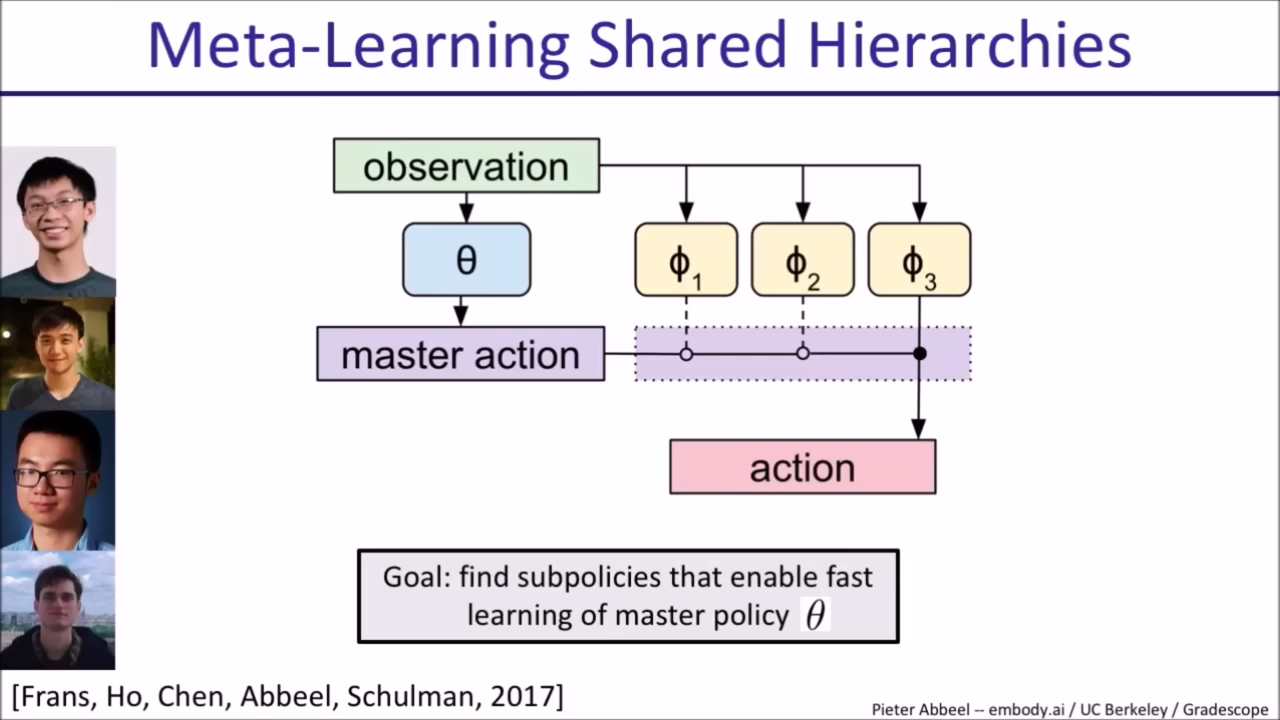 Meta-Learning Shared Hierarchies
observation
θ
ϕ1
ϕ2
ϕ3
master action
action
Goal: find subpolicies that enable fast
learning of master policy θ
[Frans, Ho, Chen, Abbeel, Schulman, 2017]
Pieter Abbeel -- embody.ai / UC Berkeley / Gradescope